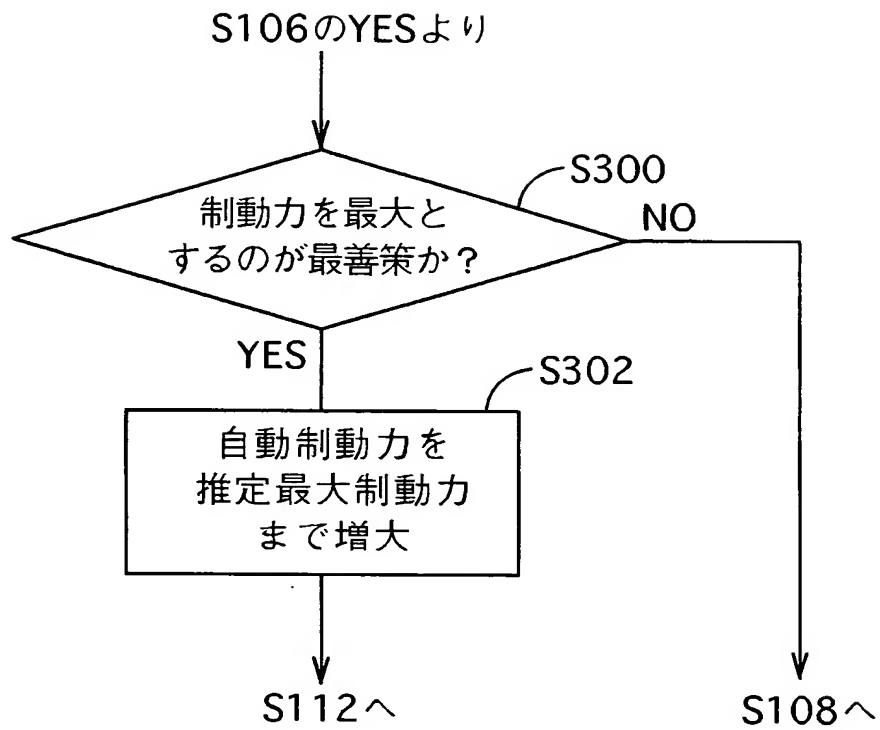 S106のYESより
S300
制動力を最大と
するのが最善策か？
NO
YES
S302
自動制動力を
推定最大制動力
まで増大
S112へ
S108へ